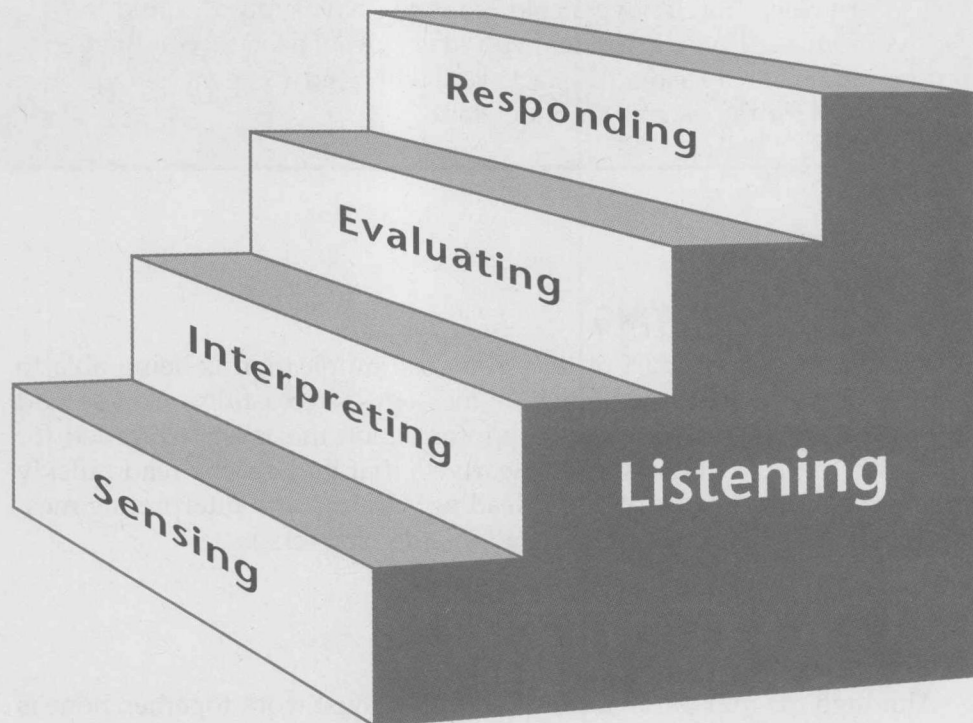 Responding
Evaluating
Interpreting
Listening
Sensing